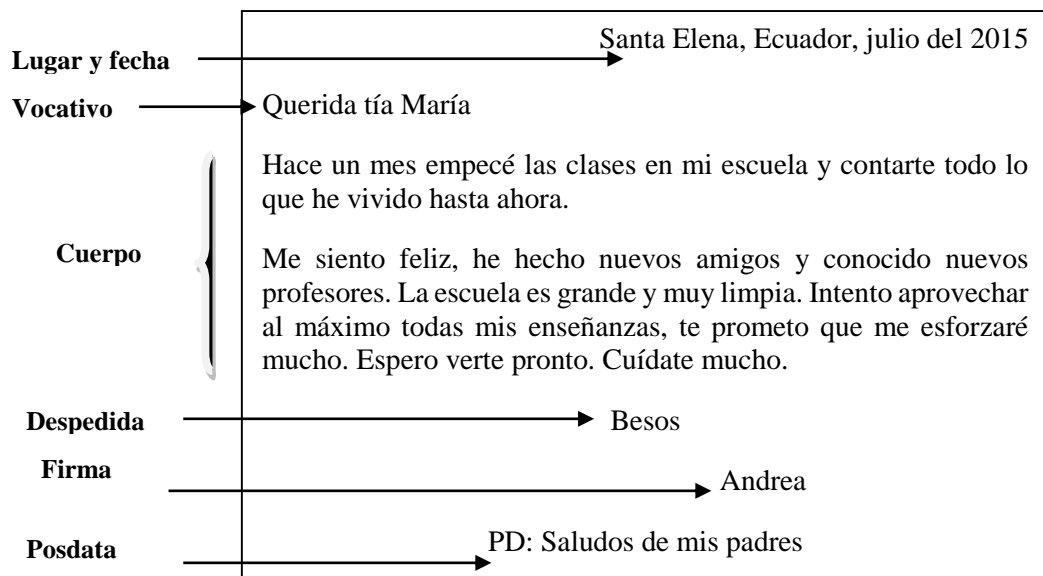 Santa Elena, Ecuador, julio del 2015
Lugar y fecha
Vocativo
Querida tía María
Hace un mes empecé las clases en mi escuela y contarte todo lo
que he vivido hasta ahora.
Cuerpo
Me siento feliz, he hecho nuevos amigos y conocido nuevos
profesores. La escuela es grande y muy limpia. Intento aprovechar
al máximo todas mis enseñanzas, te prometo que me esforzaré
mucho. Espero verte pronto. Cuídate mucho.
Despedida
Besos
Firma
Andrea
Posdata
PD: Saludos de mis padres